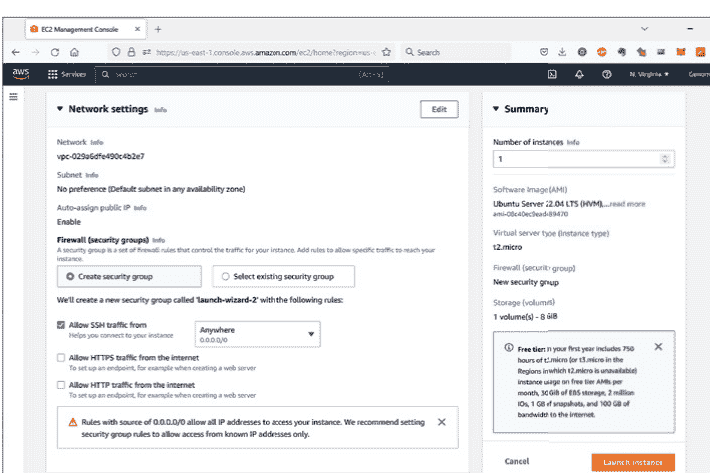 EC2 Management Console
https://us-east-1.console.aws.amazon.com/ec2/home?region=us-e
Search
aws
Services
Search
N. Virginia
Network settings Info
Edit
Network Info
vpc-029a6dfe490c4b2e7
Subnet Info
No preference (Default subnet in any availability zone)
Auto-assign public IP Info
Enable
Firewall (security groups) Info
A security group is a set of firewall rules that control the traffic for your instance. Add rules to allow specific traffic to reach your
instance.
Create security group
Select existing security group
We'll create a new security group called 'launch-wizard-2' with the following rules:
Allow SSH traffic from
Helps you connect to your instance
Anywhere
0.0.0.0/0
Allow HTTPS traffic from the internet
To set up an endpoint, for example when creating a web server
Allow HTTP traffic from the internet
To set up an endpoint, for example when creating a web server
Rules with source of 0.0.0.0/0 allow all IP addresses to access your instance. We recommend setting
security group rules to allow access from known IP addresses only.
Summary
Number of instances Info
1
Software Image (AMI)
Ubuntu Server 22.04 LTS (HVM),...read more
Virtual server type (instance type)
t2.micro
Firewall (security group)
New security group
Storage (volumes)
1 volume(s) - 8 GiB
Free tier: In your first year includes 750
hours of t2.micro (or t3.micro in the
Regions in which t2.micro is unavailable)
instance usage on free tier AMIs per
month, 30 GiB of EBS storage, 2 million
IOs, 1 GB of snapshots, and 100 GB of
bandwidth to the internet.
Cancel
Launch instance